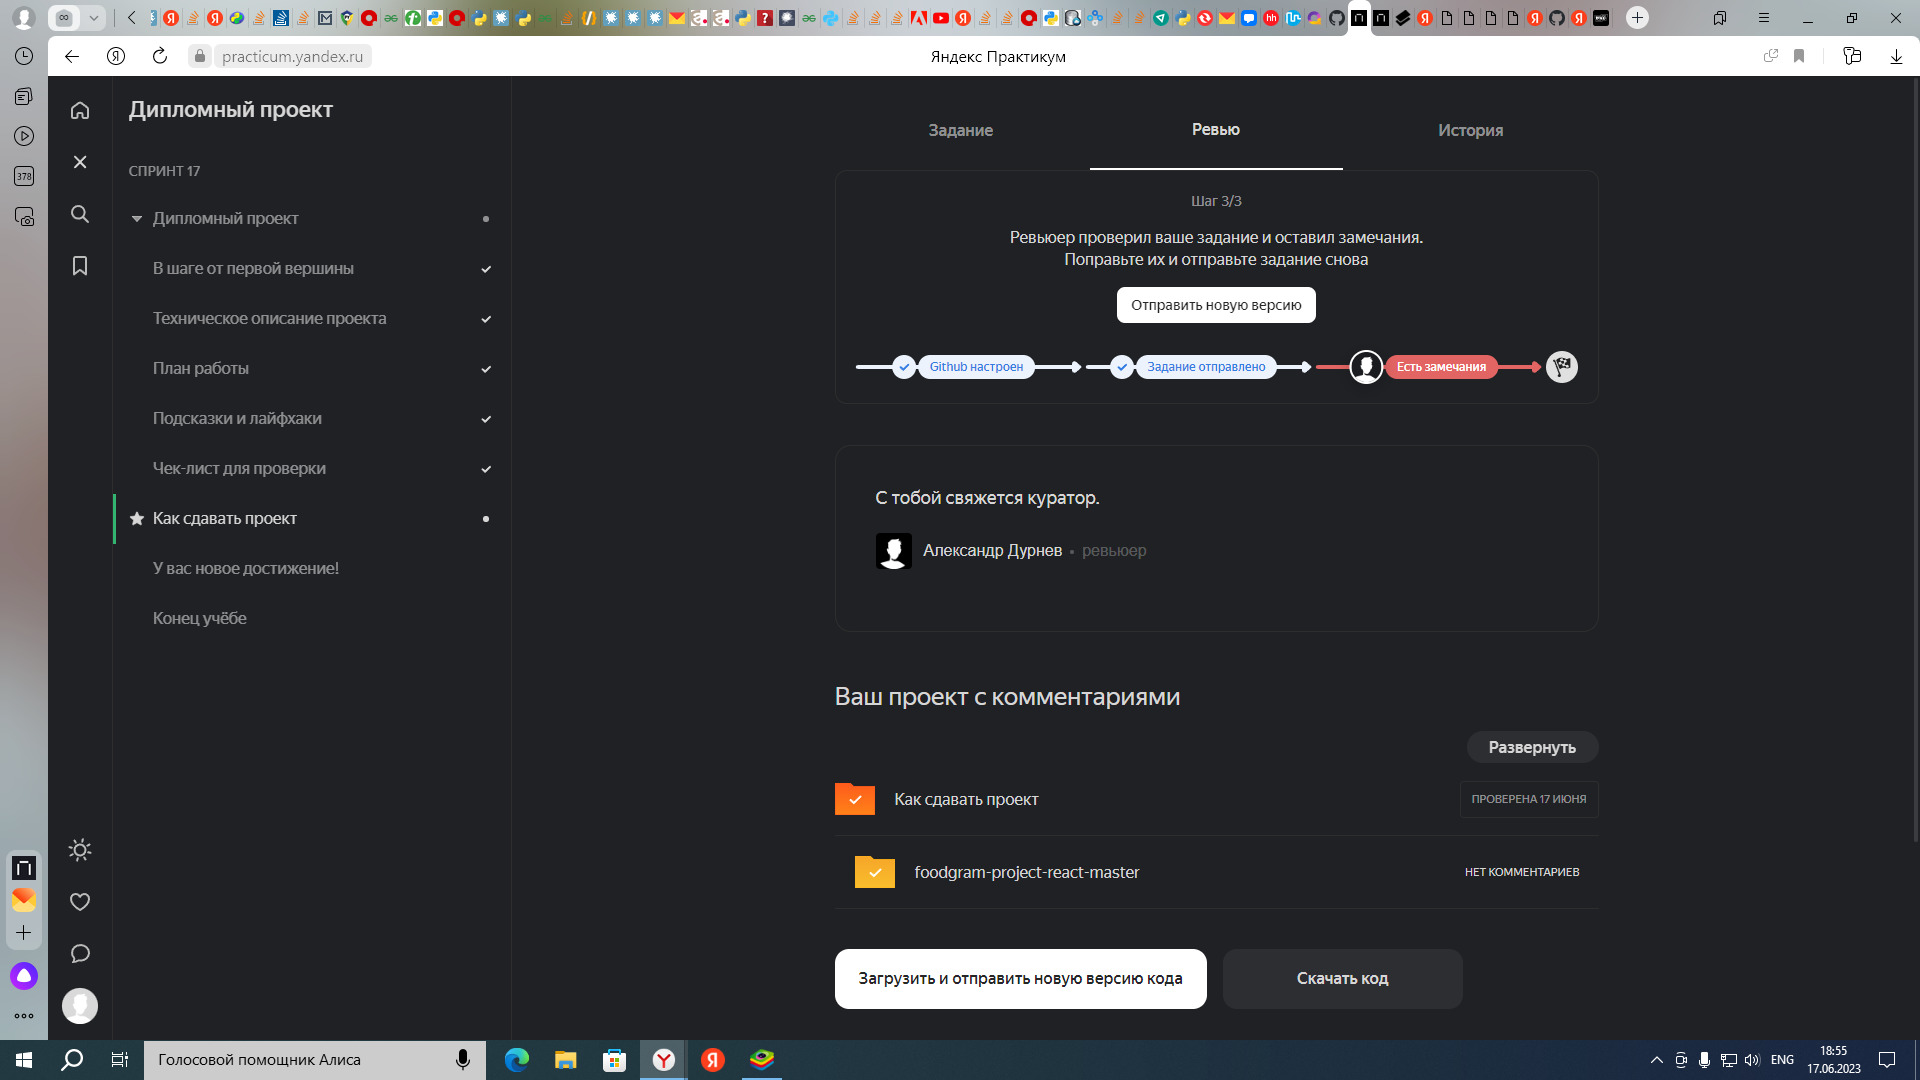 practicum.yandex.ru
Яндекс Практикум
378
Дипломный проект
СПРИНТ 17
Дипломный проект
В шаге от первой вершины
Техническое описание проекта
План работы
Подсказки и лайфхаки
Чек-лист для проверки
Как сдавать проект
У вас новое достижение!
Конец учёбе
Задание
Ревью
История
Шаг 3/3
Ревьюер проверил ваше задание и оставил замечания.
Поправьте их и отправьте задание снова
Отправить новую версию
Github настроен
Задание отправлено
Есть замечания
С тобой свяжется куратор.
Александр Дурнев • ревьюер
Ваш проект с комментариями
Развернуть
Как сдавать проект
ПРОВЕРЕНА 17 ИЮНЯ
foodgram-project-react-master
НЕТ КОММЕНТАРИЕВ
Загрузить и отправить новую версию кода
Скачать код
Голосовой помощник Алиса
ENG
18:55
17.06.2023